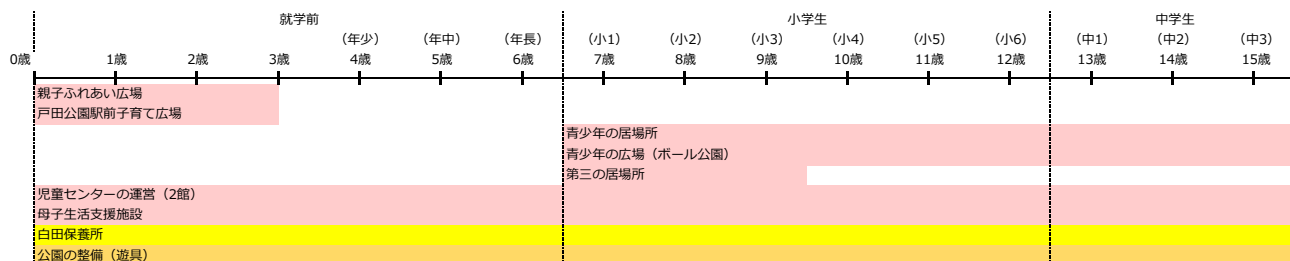 就学前 小学生 中学生
（年少） （年中） （年長） （小1） （小2） （小3） （小4） （小5） （小6） （中1） （中2） （中3）
0歳 1歳 2歳 3歳 4歳 5歳 6歳 7歳 8歳 9歳 10歳 11歳 12歳 13歳 14歳 15歳
親子ふれあい広場
戸田公園駅前子育て広場
青少年の居場所
青少年の広場（ボール公園）
第三の居場所
児童センターの運営（2館）
母子生活支援施設
白田保養所
公園の整備（遊具）